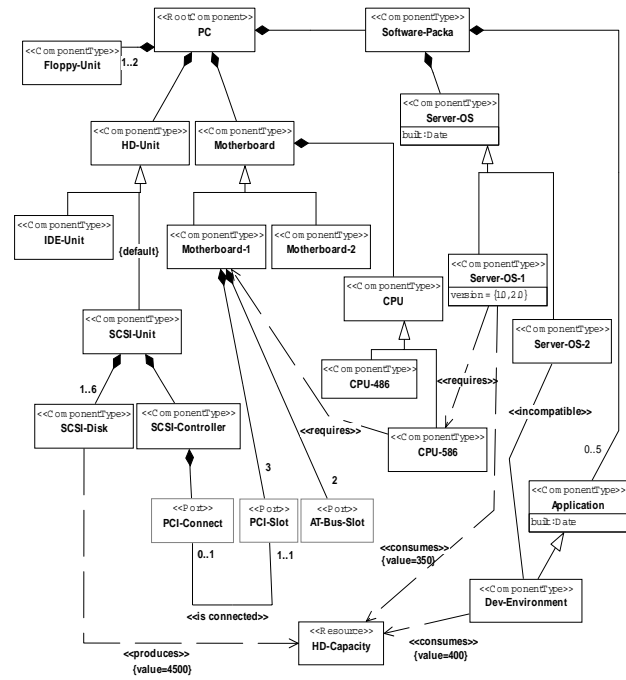 <<RootComponent>>
PC
<<ComponentType>>
Software-Packa
<<ComponentType>>
Floppy-Unit
1..2
<<ComponentType>>
Server-OS
built:Date
<<ComponentType>>
HD-Unit
<<ComponentType>>
Motherboard
<<ComponentType>>
IDE-Unit
{default}
<<ComponentType>>
Motherboard-1
<<ComponentType>>
Motherboard-2
<<ComponentType>>
Server-OS-1
version = {1.0, 2.0}
<<ComponentType>>
CPU
<<ComponentType>>
SCSI-Unit
<<ComponentType>>
Server-OS-2
<<ComponentType>>
CPU-486
<<requires>>
1..6
<<ComponentType>>
SCSI-Disk
<<ComponentType>>
SCSI-Controller
<<requires>>
<<ComponentType>>
CPU-586
<<incompatible>>
0..5
3
2
<<Port>>
PCI-Connect
<<Port>>
PCI-Slot
<<Port>>
AT-Bus-Slot
<<ComponentType>>
Application
built:Date
0..1
1..1
<<consumes>>
{value=350}
<<is connected>>
<<ComponentType>>
Dev-Environment
<<Resource>>
HD-Capacity
<<produces>>
{value=4500}
<<consumes>>
{value=400}